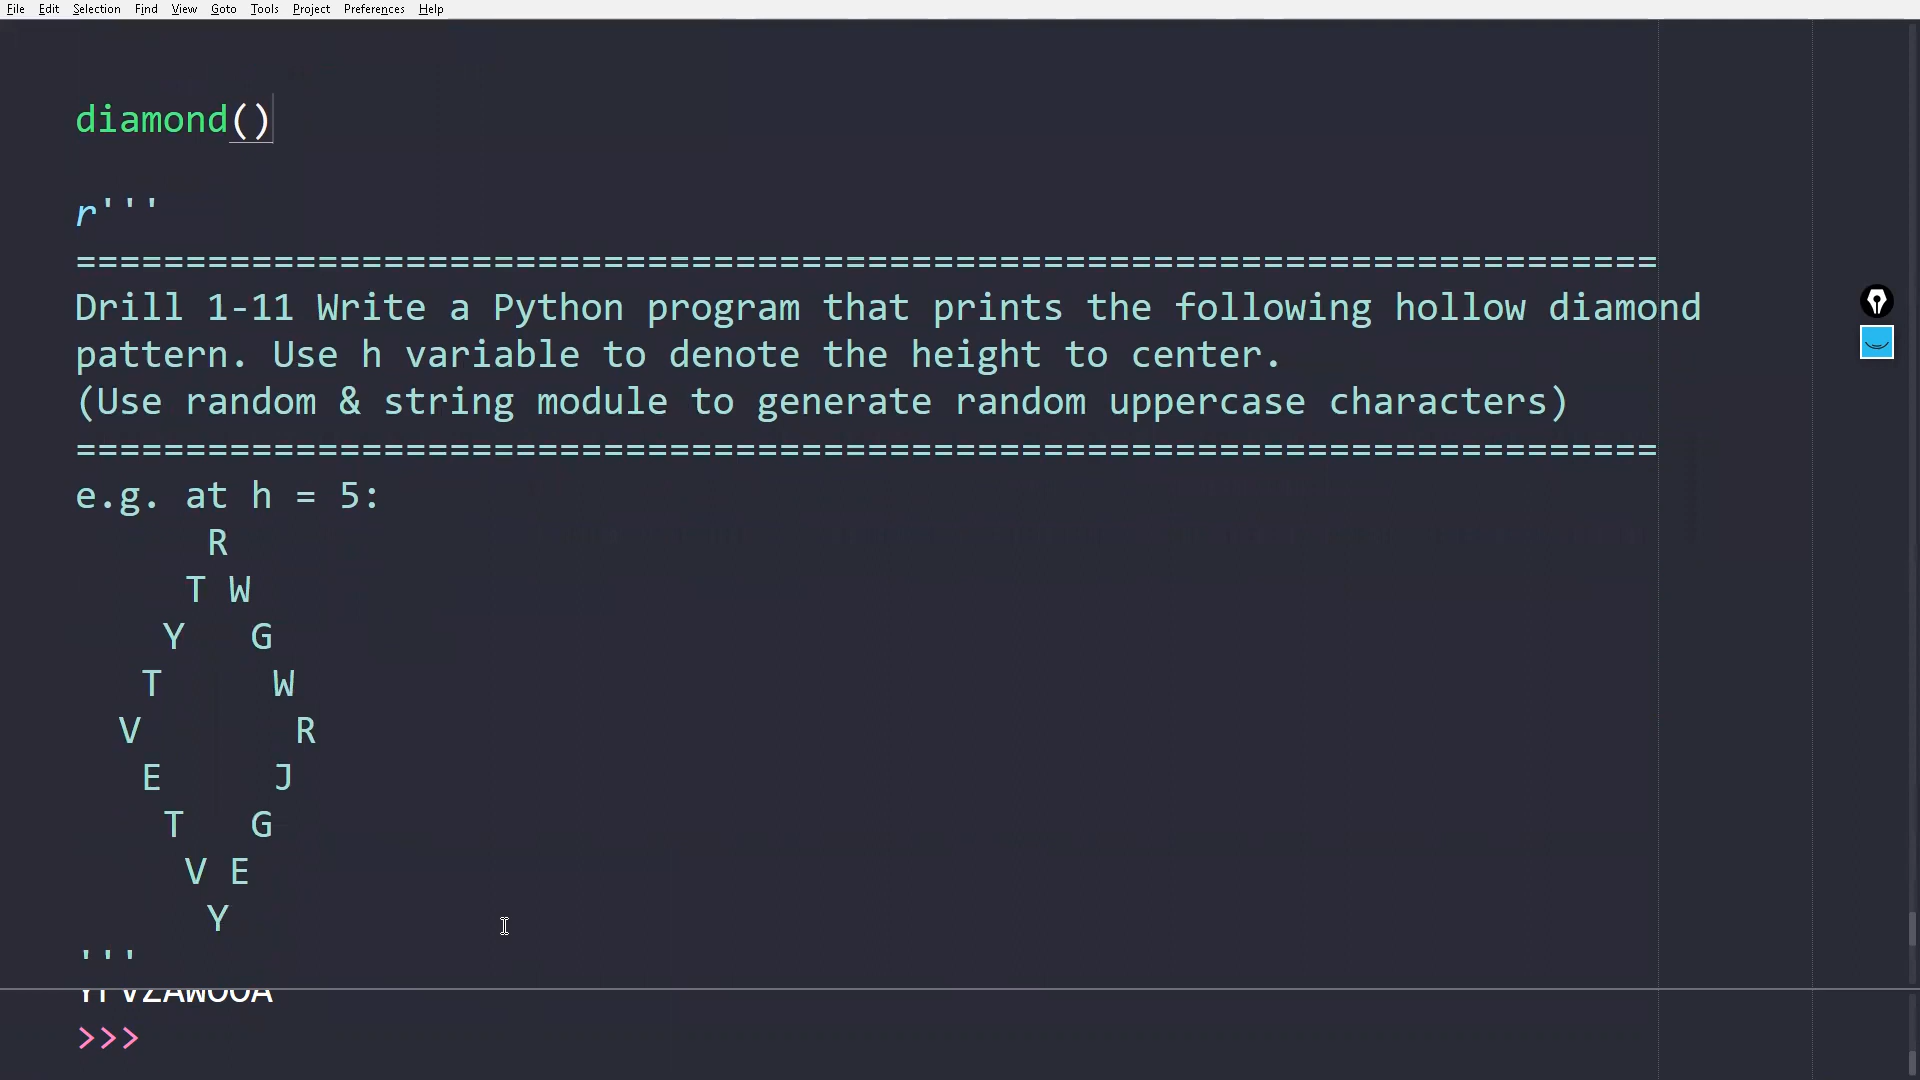 File Edit Selection Find View Goto Tools Project Preferences Help
diamond()
r'''
========================================================================
Drill 1-11 Write a Python program that prints the following hollow diamond
pattern. Use h variable to denote the height to center.
(Use random & string module to generate random uppercase characters)
========================================================================
e.g. at h = 5:
      R
     T W
    Y   G
   T     W
  V       R
   E     J
    T   G
     V E
      Y
'''
>>>